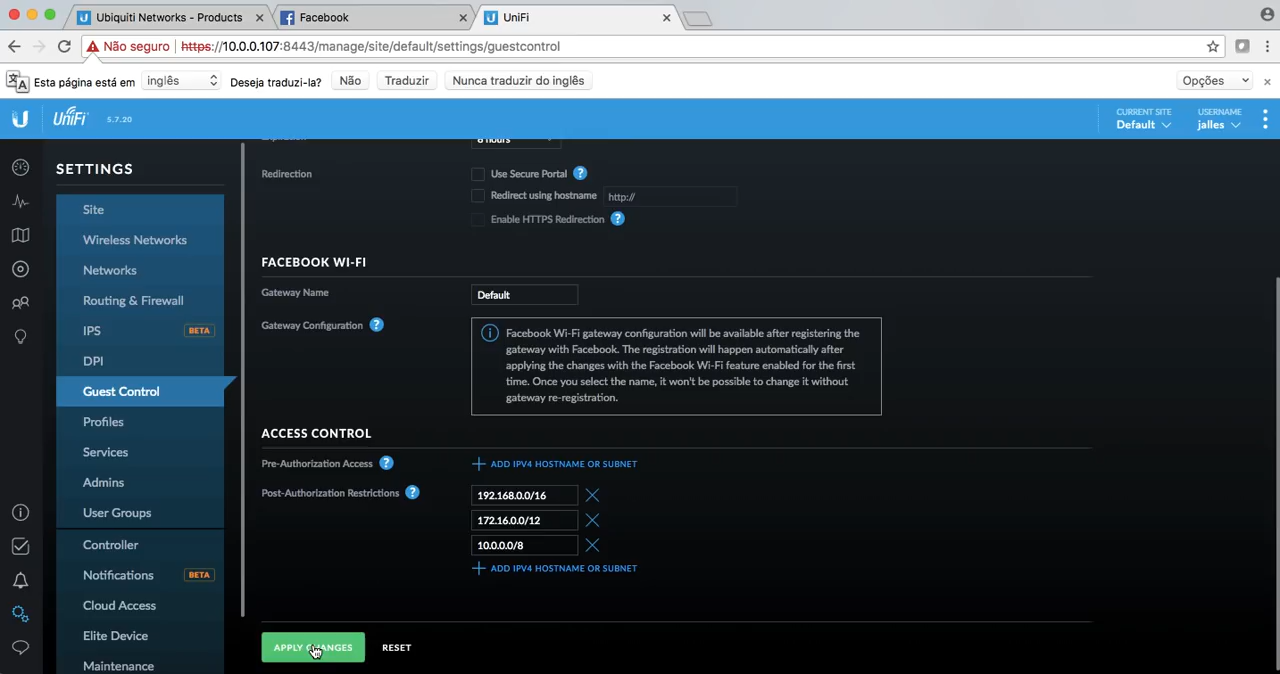 Ubiquiti Networks - Products
Facebook
UniFi
Não seguro https://10.0.0.107:8443/manage/site/default/settings/guestcontrol
Esta página está em inglês Deseja traduzi-la? Não Traduzir Nunca traduzir do inglês Opções
UniFi 5.7.20
CURRENT SITE
Default
USERNAME
jalles
SETTINGS
Site
Wireless Networks
Networks
Routing & Firewall
IPS BETA
DPI
Guest Control
Profiles
Services
Admins
User Groups
Controller
Notifications BETA
Cloud Access
Elite Device
Maintenance
Expiration 8 hours
Redirection
Use Secure Portal ?
Redirect using hostname http://
Enable HTTPS Redirection ?
FACEBOOK WI-FI
Gateway Name Default
Gateway Configuration ?
Facebook Wi-Fi gateway configuration will be available after registering the
gateway with Facebook. The registration will happen automatically after
applying the changes with the Facebook Wi-Fi feature enabled for the first
time. Once you select the name, it won't be possible to change it without
gateway re-registration.
ACCESS CONTROL
Pre-Authorization Access ? ADD IPV4 HOSTNAME OR SUBNET
Post-Authorization Restrictions ? 192.168.0.0/16
172.16.0.0/12
10.0.0.0/8
ADD IPV4 HOSTNAME OR SUBNET
APPLY CHANGES RESET